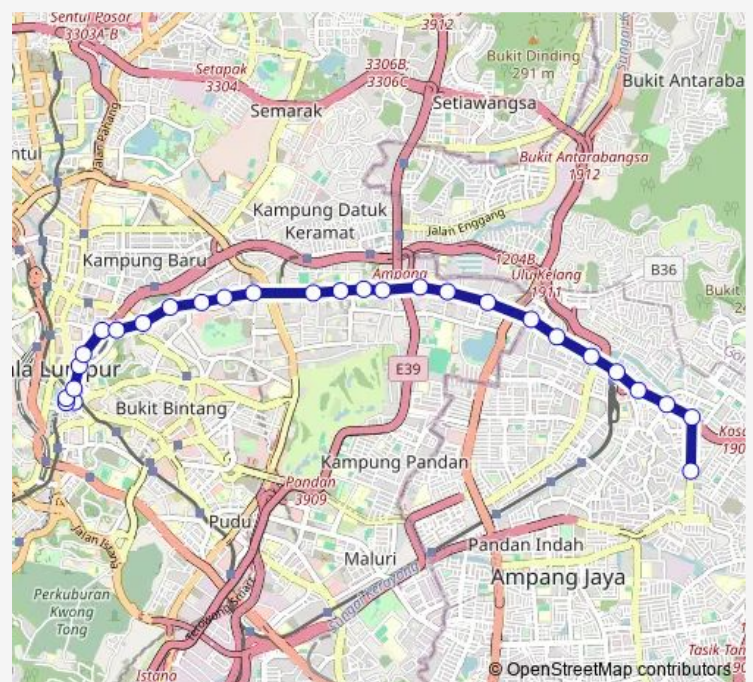 Sentul Pasar
3303A-B
3912
Setapak
3304
3306B;
3306C
Bukit Dinding
291 m
Bukit Antaraba
Semarak
Setiawangsa
Jalan Pahang
ntul
Bukit Antarabangsa
1912
Kampung Datuk
Keramat
Jalan Enggang
Kampung Baru
1204B
Ampang
Ulu Kelang
1911
B36
Bukit
E39
Bukit Bintang
Kampung Pandan
Pandan
3909
Pudu
Jalan Istana
Maluri
Pandan Indah
Ampang Jaya
Perkuburan
Kwong
Tong
Istana
© OpenStreetMap contributors